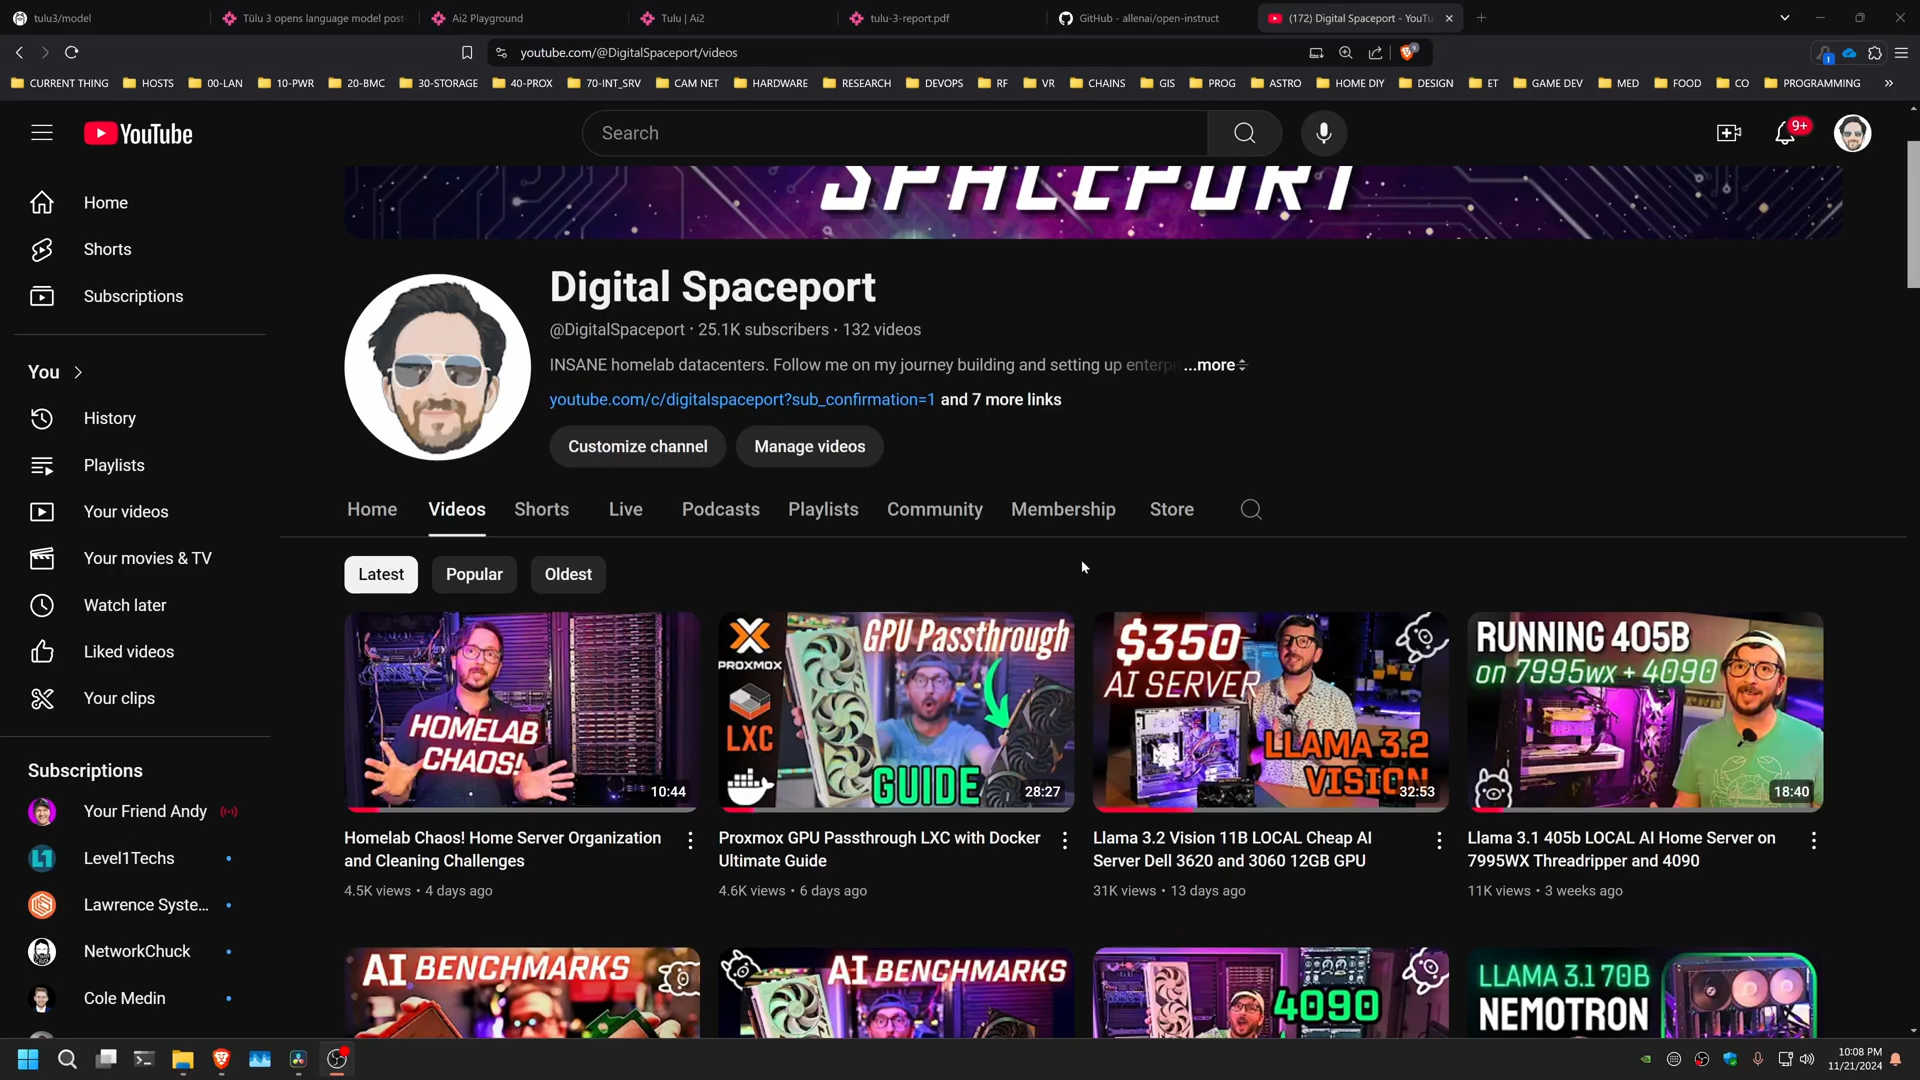 tulu3/model
Tülu 3 opens language model post
Ai2 Playground
Tulu | Ai2
tulu-3-report.pdf
GitHub - allenai/open-instruct
(172) Digital Spaceport - YouTu
youtube.com/@DigitalSpaceport/videos
CURRENT THING
HOSTS
00-LAN
10-PWR
20-BMC
30-STORAGE
40-PROX
70-INT_SRV
CAM NET
HARDWARE
RESEARCH
DEVOPS
RF
VR
CHAINS
GIS
PROG
ASTRO
HOME DIY
DESIGN
ET
GAME DEV
MED
FOOD
CO
PROGRAMMING
YouTube
Search
9+
SPACEPORT
Home
Shorts
Subscriptions
You
History
Playlists
Your videos
Your movies & TV
Watch later
Liked videos
Your clips
Subscriptions
Your Friend Andy
Level1Techs
Lawrence Syste...
NetworkChuck
Cole Medin
Digital Spaceport
@DigitalSpaceport · 25.1K subscribers · 132 videos
INSANE homelab datacenters. Follow me on my journey building and setting up enterpr ...more
youtube.com/c/digitalspaceport?sub_confirmation=1 and 7 more links
Customize channel
Manage videos
Home
Videos
Shorts
Live
Podcasts
Playlists
Community
Membership
Store
Latest
Popular
Oldest
HOMELAB
CHAOS!
10:44
Homelab Chaos! Home Server Organization
and Cleaning Challenges
4.5K views • 4 days ago
PROXMOX
GPU Passthrough
LXC
GUIDE
28:27
Proxmox GPU Passthrough LXC with Docker
Ultimate Guide
4.6K views • 6 days ago
$350
AI SERVER
LLAMA 3.2
VISION
32:53
Llama 3.2 Vision 11B LOCAL Cheap AI
Server Dell 3620 and 3060 12GB GPU
31K views • 13 days ago
RUNNING 405B
on 7995wx + 4090
18:40
Llama 3.1 405b LOCAL AI Home Server on
7995WX Threadripper and 4090
11K views • 3 weeks ago
AI BENCHMARKS
AI BENCHMARKS
4090
LLAMA 3.1 70B
NEMOTRON
10:08 PM
11/21/2024